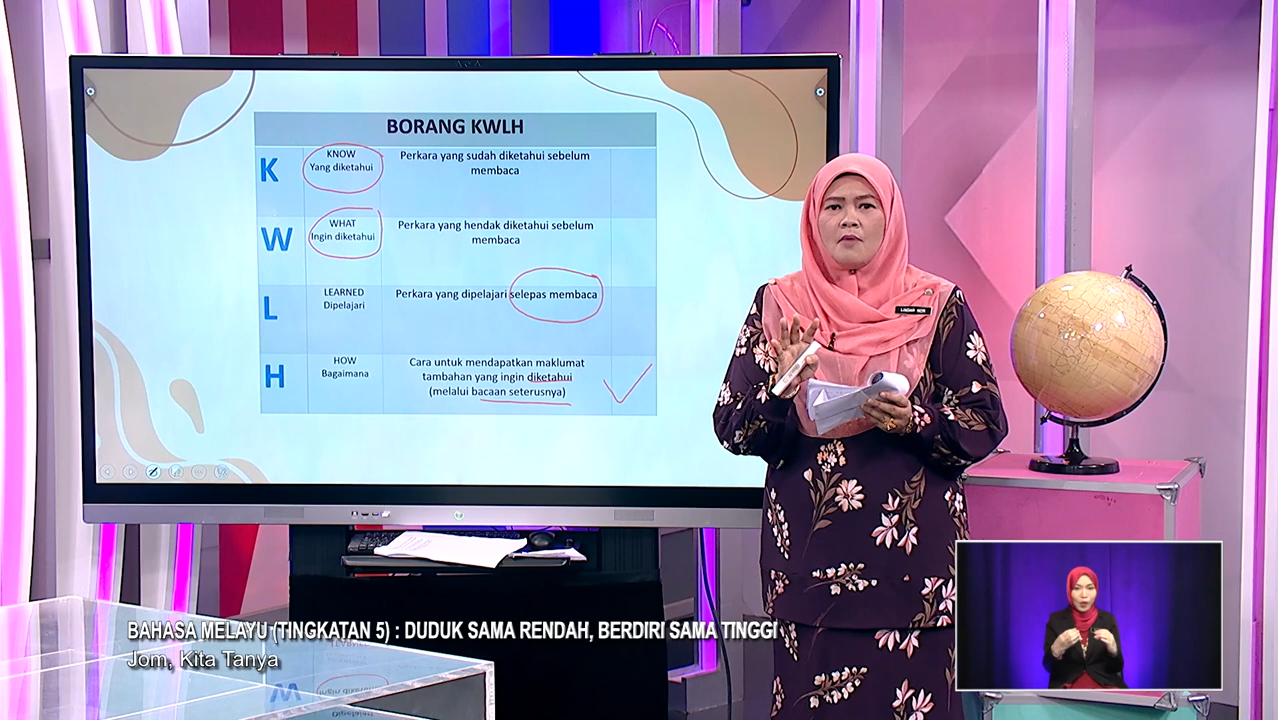 BORANG KWLH
K
KNOW
Yang diketahui
Perkara yang sudah diketahui sebelum
membaca
W
WHAT
Ingin diketahui
Perkara yang hendak diketahui sebelum
membaca
L
LEARNED
Dipelajari
Perkara yang dipelajari selepas membaca
H
HOW
Bagaimana
Cara untuk mendapatkan maklumat
tambahan yang ingin diketahui
(melalui bacaan seterusnya)
BAHASA MELAYU (TINGKATAN 5) : DUDUK SAMA RENDAH, BERDIRI SAMA TINGGI
Jom, Kita Tanya